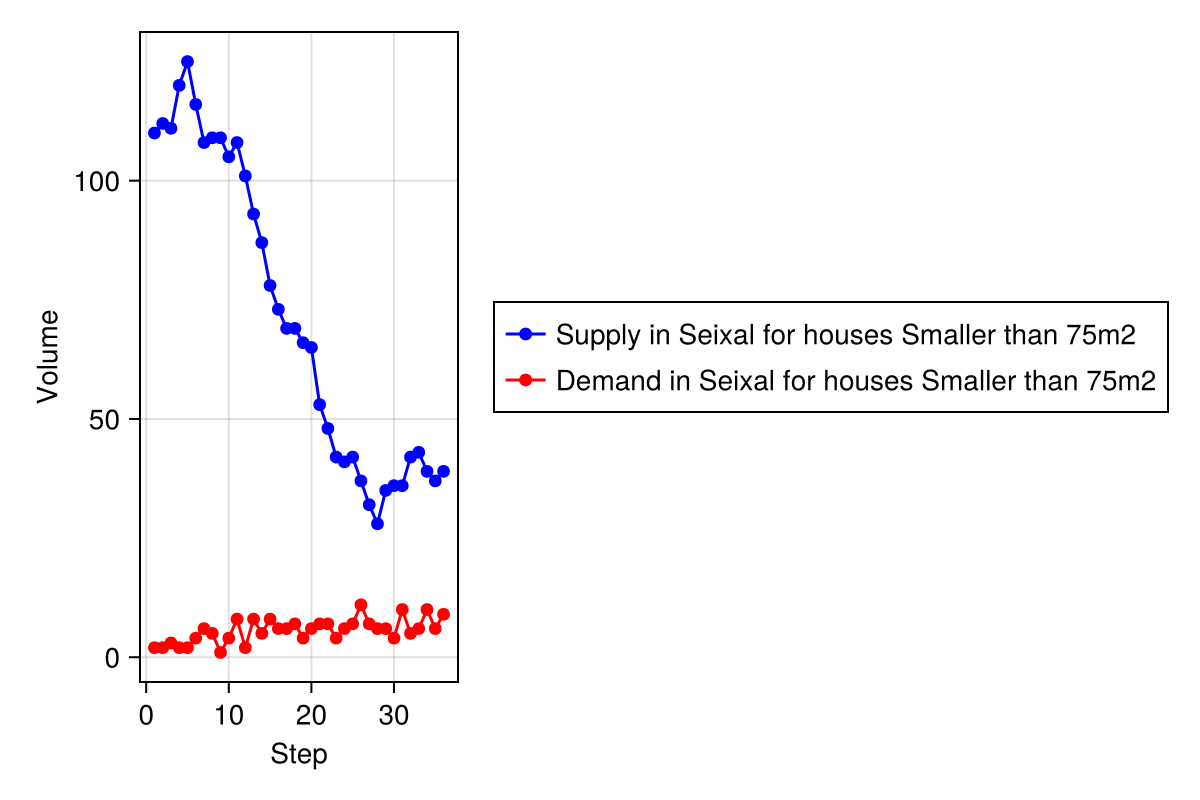 100
50
0
Volume
0 10 20 30
Step
Supply in Seixal for houses Smaller than 75m2
Demand in Seixal for houses Smaller than 75m2